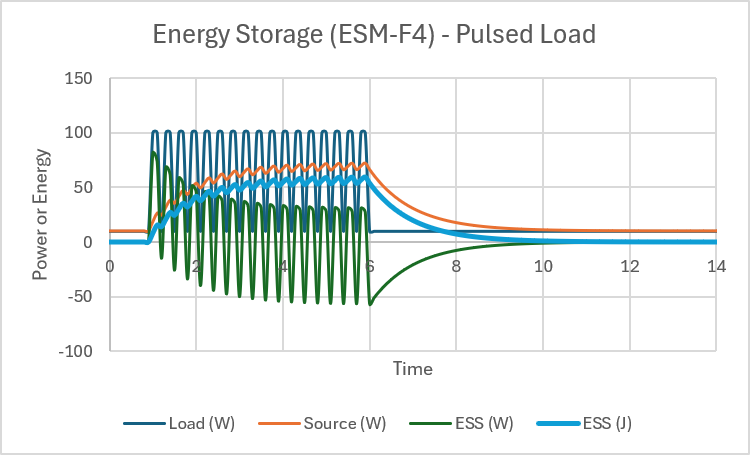 Energy Storage (ESM-F4) - Pulsed Load
150
100
50
0
-50
-100
0 2 4 6 8 10 12 14
Power or Energy
Time
Load (W) Source (W) ESS (W) ESS (J)